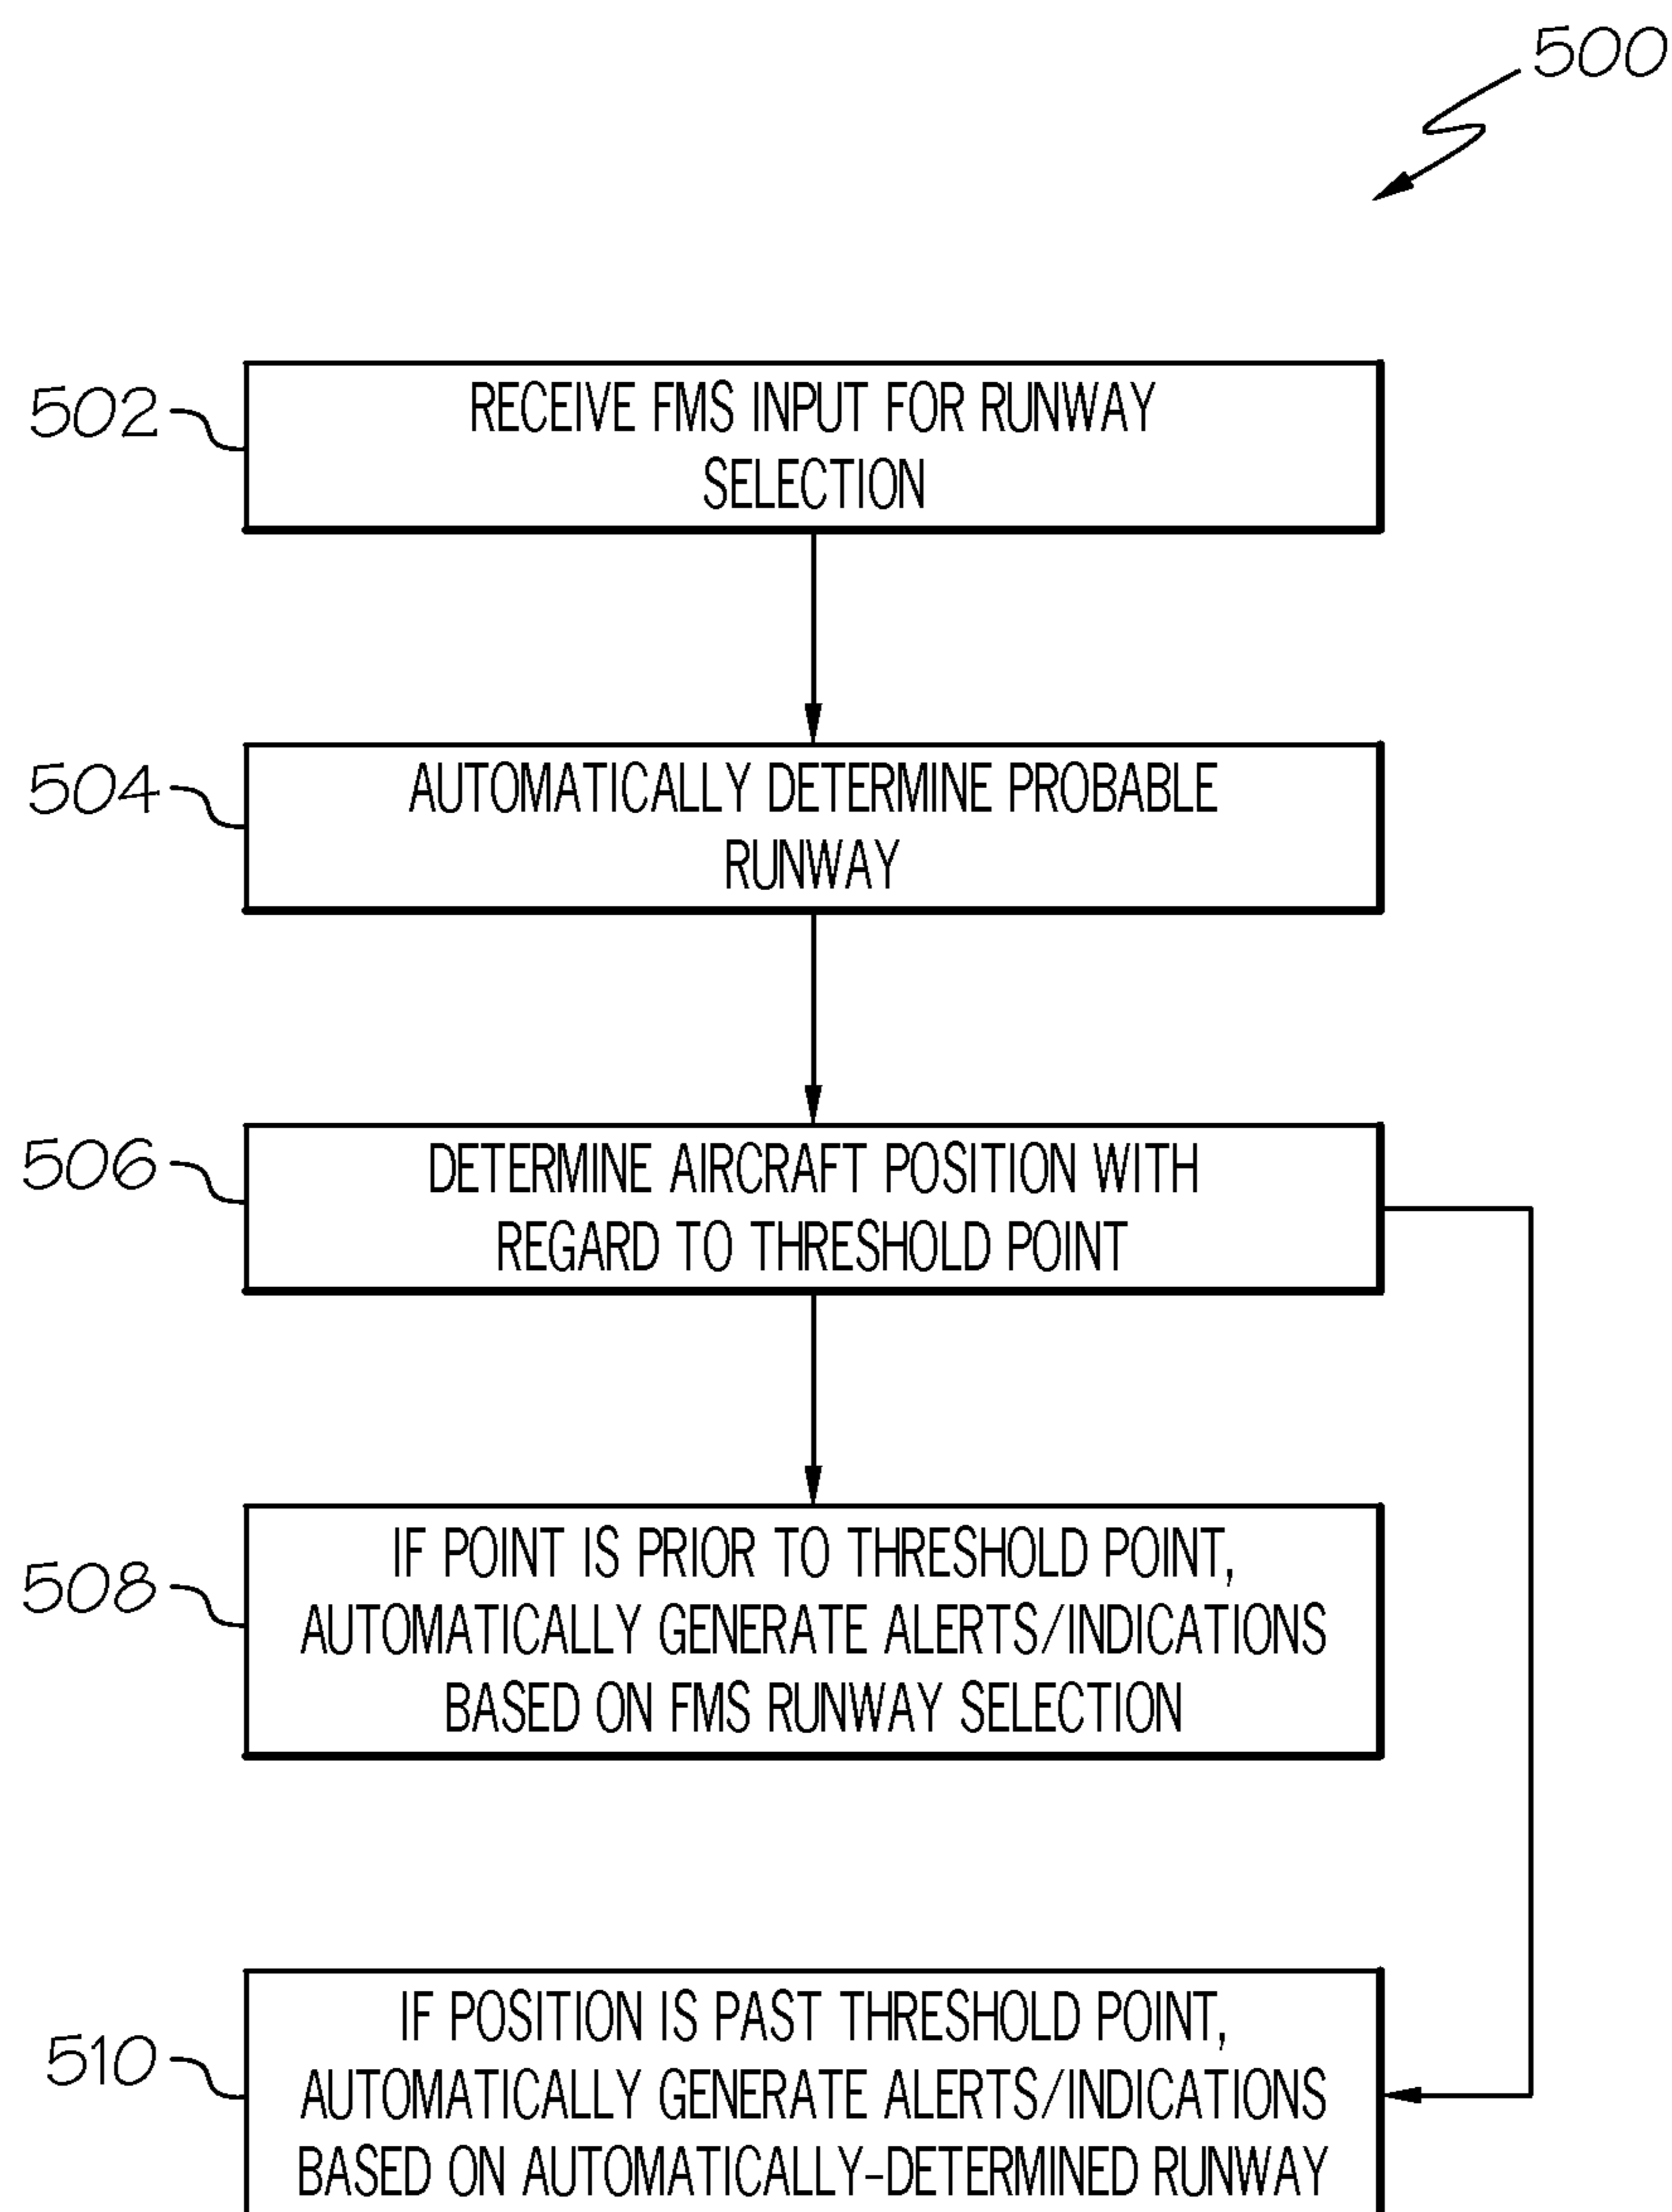 500
502
RECEIVE FMS INPUT FOR RUNWAY
SELECTION
504
AUTOMATICALLY DETERMINE PROBABLE
RUNWAY
506
DETERMINE AIRCRAFT POSITION WITH
REGARD TO THRESHOLD POINT
508
IF POINT IS PRIOR TO THRESHOLD POINT,
AUTOMATICALLY GENERATE ALERTS/INDICATIONS
BASED ON FMS RUNWAY SELECTION
510
IF POSITION IS PAST THRESHOLD POINT,
AUTOMATICALLY GENERATE ALERTS/INDICATIONS
BASED ON AUTOMATICALLY-DETERMINED RUNWAY